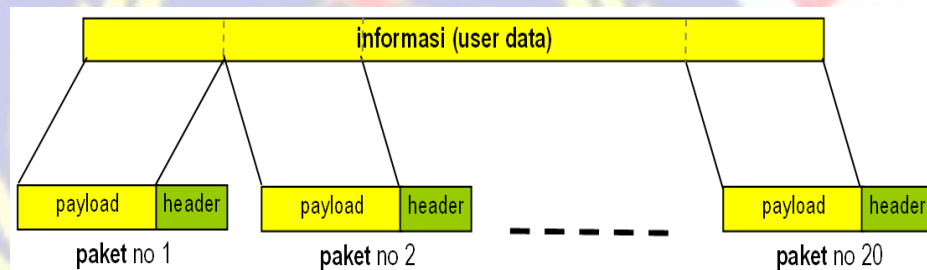 informasi (user data)
payload header payload header payload header
paket no 1 paket no 2 paket no 20